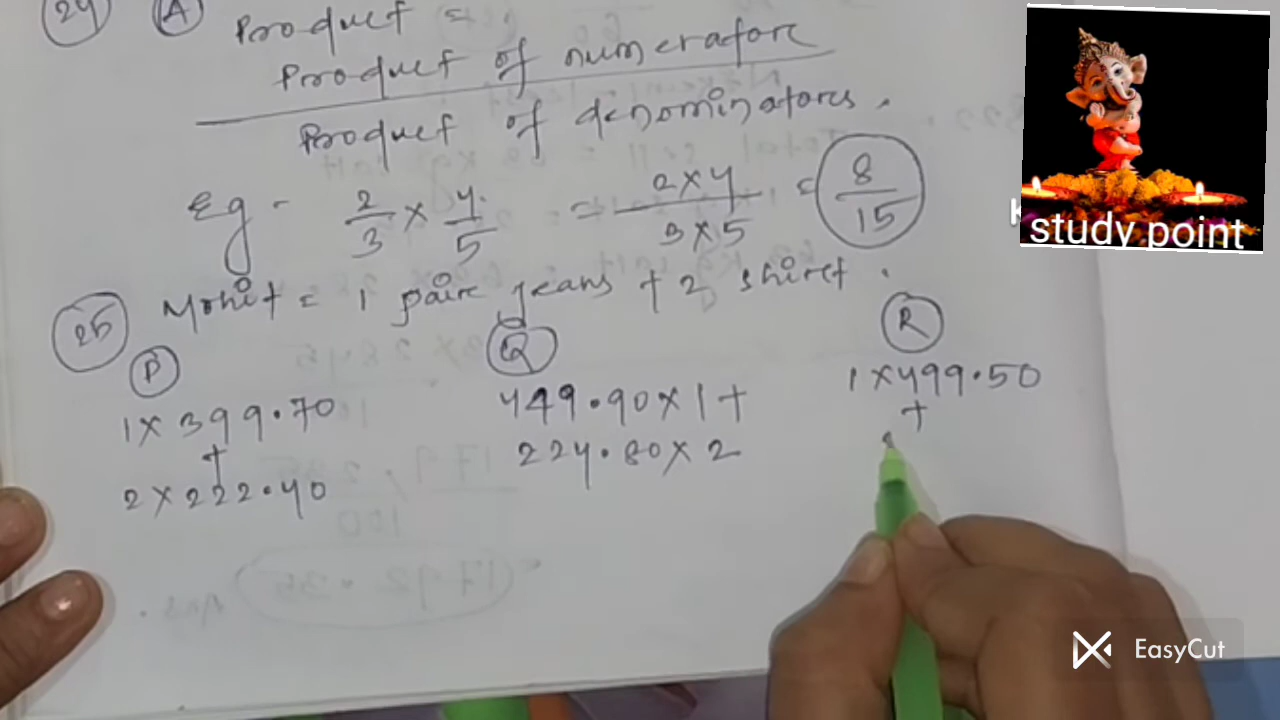 24 A Product =
Product of numerators
Product of denominators.
Eg - 2/3 × 4/5 = 2×4/3×5 = 8/15
25 Mohit = 1 pair jeans + 2 shirt.
P
1×399.70
+
2×222.40
Q
449.90×1+
224.80×2
R
1×499.50
+
study point
EasyCut